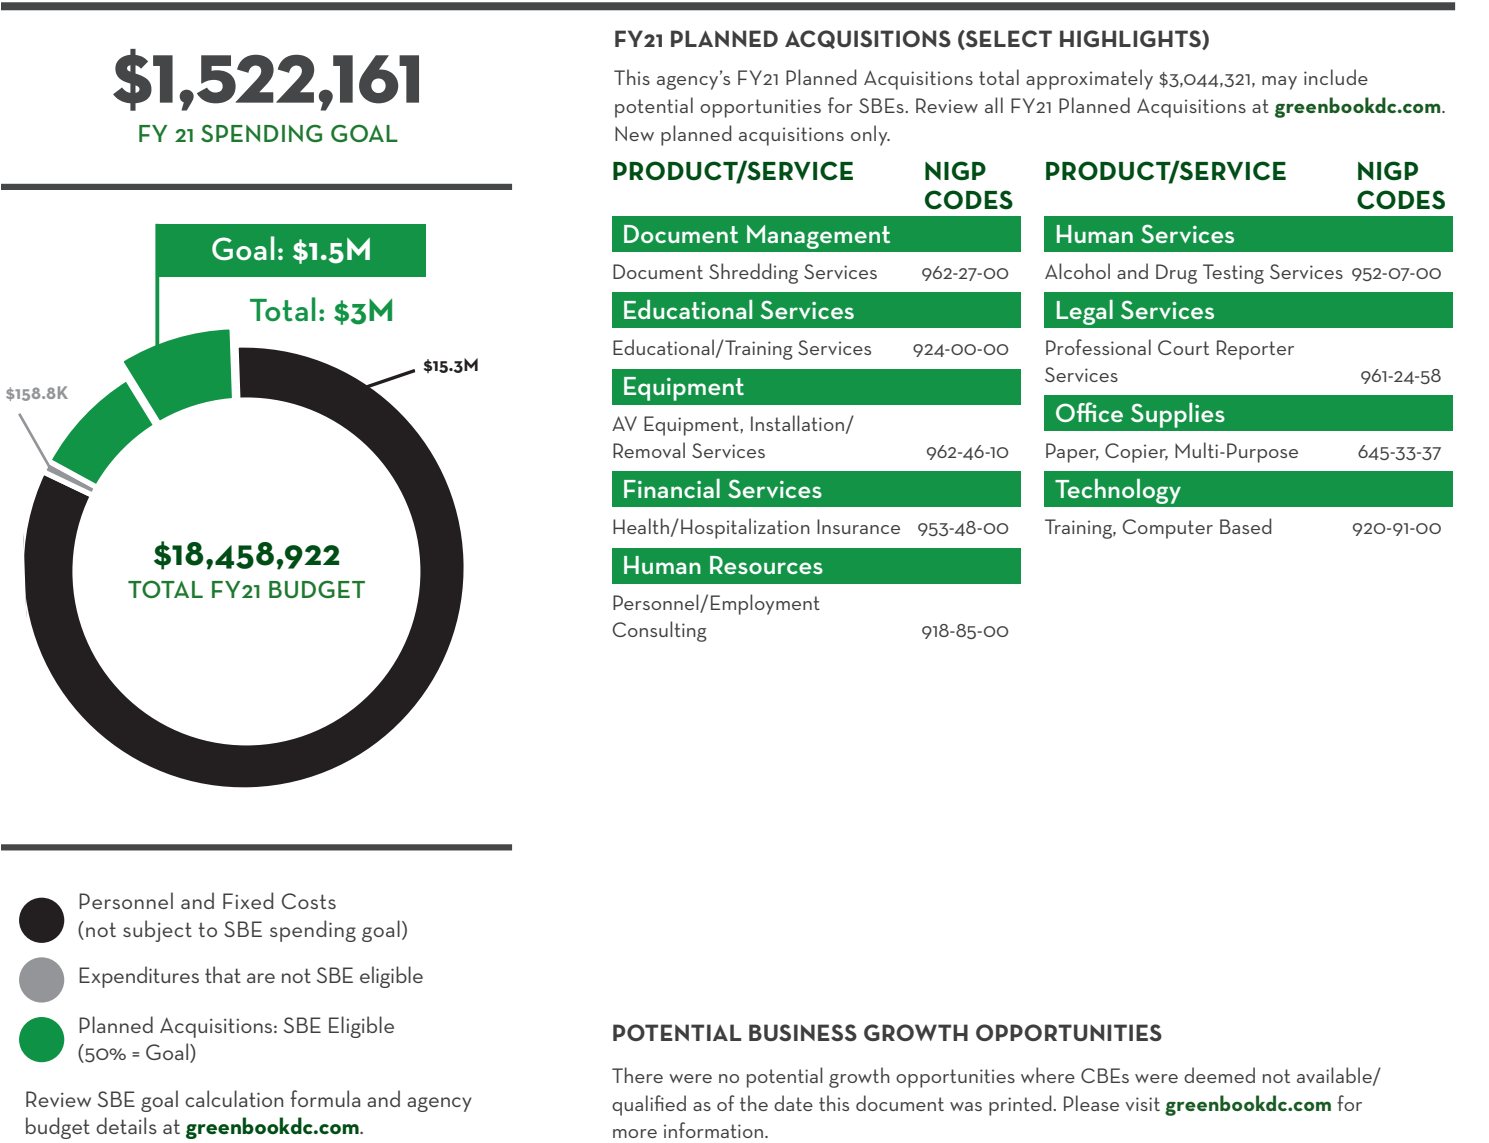 $1,522,161
FY 21 SPENDING GOAL
Goal: $1.5M
Total: $3M
$15.3M
$158.8K
$18,458,922
TOTAL FY21 BUDGET
Personnel and Fixed Costs
(not subject to SBE spending goal)
Expenditures that are not SBE eligible
Planned Acquisitions: SBE Eligible
(50% = Goal)
Review SBE goal calculation formula and agency
budget details at greenbookdc.com.
FY21 PLANNED ACQUISITIONS (SELECT HIGHLIGHTS)
This agency's FY21 Planned Acquisitions total approximately $3,044,321, may include
potential opportunities for SBEs. Review all FY21 Planned Acquisitions at greenbookdc.com.
New planned acquisitions only.
PRODUCT/SERVICE NIGP
CODES
Document Management
Document Shredding Services 962-27-00
Educational Services
Educational/Training Services 924-00-00
Equipment
AV Equipment, Installation/
Removal Services 962-46-10
Financial Services
Health/Hospitalization Insurance 953-48-00
Human Resources
Personnel/Employment
Consulting 918-85-00
PRODUCT/SERVICE NIGP
CODES
Human Services
Alcohol and Drug Testing Services 952-07-00
Legal Services
Professional Court Reporter
Services 961-24-58
Office Supplies
Paper, Copier, Multi-Purpose 645-33-37
Technology
Training, Computer Based 920-91-00
POTENTIAL BUSINESS GROWTH OPPORTUNITIES
There were no potential growth opportunities where CBEs were deemed not available/
qualified as of the date this document was printed. Please visit greenbookdc.com for
more information.